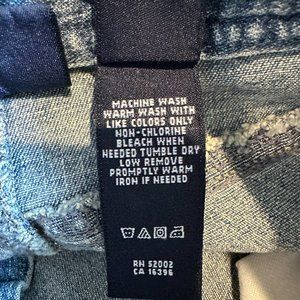 MACHINE WASH
WARM WASH WITH
LIKE COLORS ONLY
NON-CHLORINE
BLEACH WHEN
NEEDED TUMBLE DRY
LOW REMOVE
PROMPTLY WARM
IRON IF NEEDED
RN 52002
CA 16396